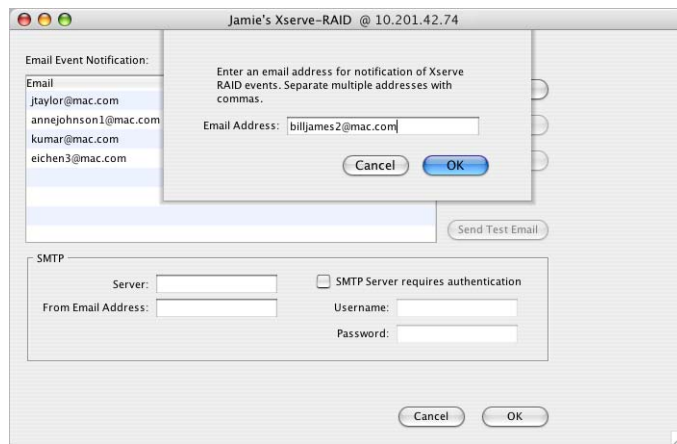 Jamie's Xserve-RAID @ 10.201.42.74
Email Event Notification:
Email
jtaylor@mac.com
annejohnson1@mac.com
kumar@mac.com
eichen3@mac.com
Enter an email address for notification of Xserve
RAID events. Separate multiple addresses with
commas.
Email Address: billjames2@mac.com
Cancel OK
Send Test Email
SMTP
Server:
From Email Address:
SMTP Server requires authentication
Username:
Password:
Cancel OK